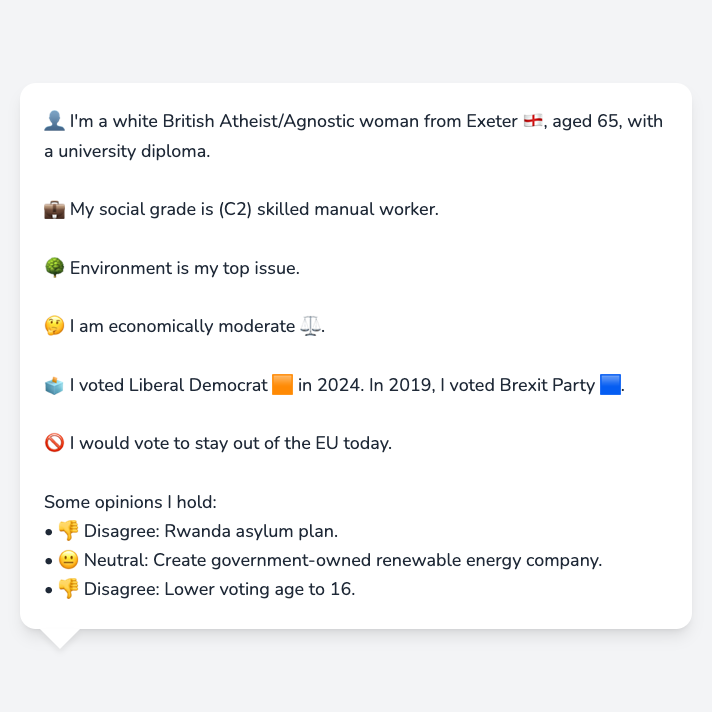 👤 I'm a white British Atheist/Agnostic woman from Exeter 🏴󠁧󠁢󠁥󠁮󠁧󠁿, aged 65, with
a university diploma.
💼 My social grade is (C2) skilled manual worker.
🌳 Environment is my top issue.
🤔 I am economically moderate ⚖️.
🗳️ I voted Liberal Democrat 🟧 in 2024. In 2019, I voted Brexit Party 🟦.
🚫 I would vote to stay out of the EU today.
Some opinions I hold:
• 👎 Disagree: Rwanda asylum plan.
• 😐 Neutral: Create government-owned renewable energy company.
• 👎 Disagree: Lower voting age to 16.